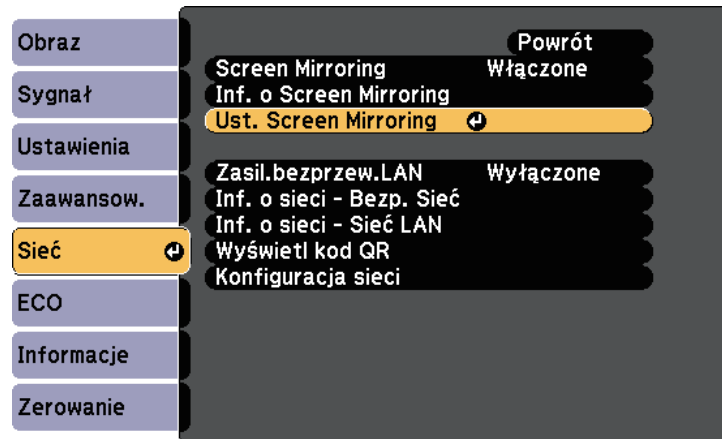 Obraz
Sygnał
Ustawienia
Zaawansow.
Sieć
ECO
Informacje
Zerowanie
Powrót
Screen Mirroring Włączone
Inf. o Screen Mirroring
Ust. Screen Mirroring
Zasil.bezprzew.LAN Wyłączone
Inf. o sieci - Bezp. Sieć
Inf. o sieci - Sieć LAN
Wyświetl kod QR
Konfiguracja sieci